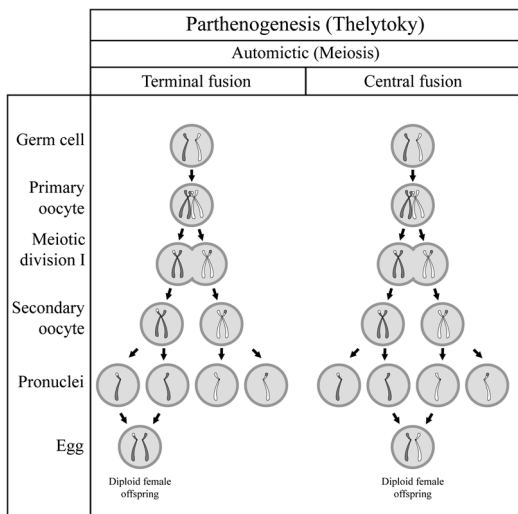 Parthenogenesis (Thelytoky)
Automictic (Meiosis)
Terminal fusion
Central fusion
Germ cell
Primary
oocyte
Meiotic
division I
Secondary
oocyte
Pronuclei
Egg
Diploid female
offspring
Diploid female
offspring